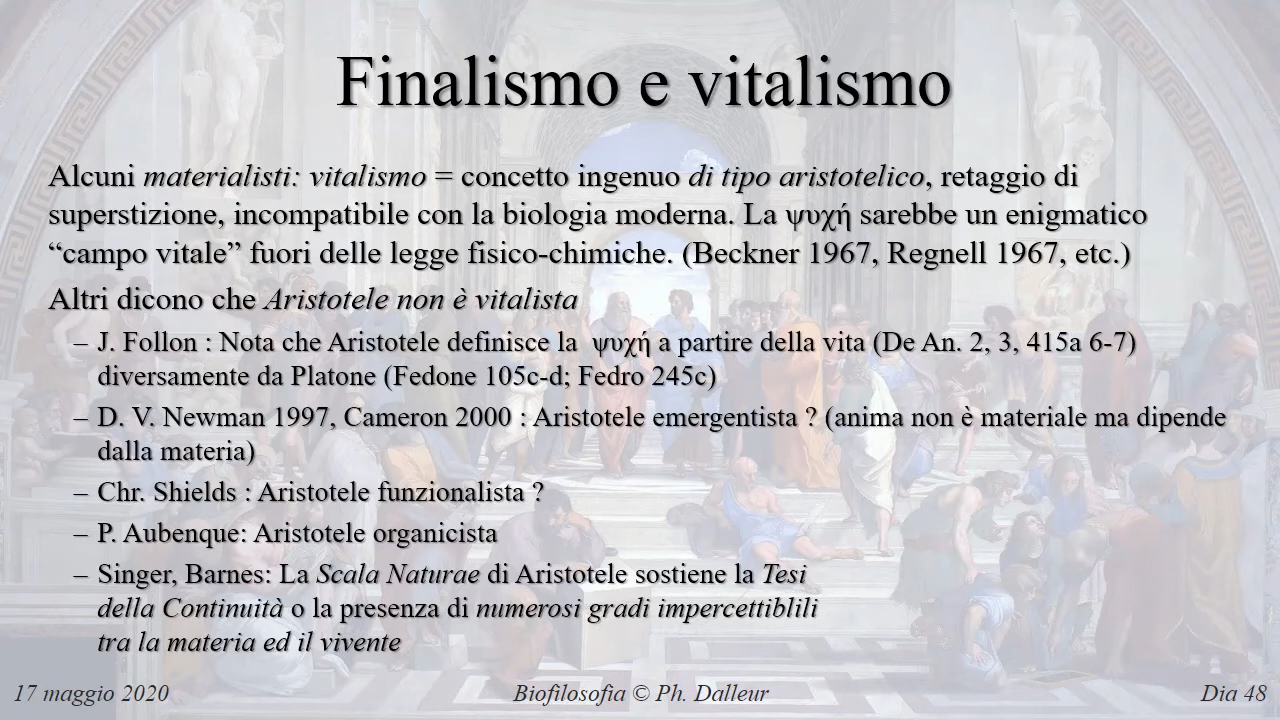 Finalismo e vitalismo
Alcuni materialisti: vitalismo = concetto ingenuo di tipo aristotelico, retaggio di
superstizione, incompatibile con la biologia moderna. La ψυχή sarebbe un enigmatico
“campo vitale” fuori delle legge fisico-chimiche. (Beckner 1967, Regnell 1967, etc.)
Altri dicono che Aristotele non è vitalista
– J. Follon : Nota che Aristotele definisce la ψυχή a partire della vita (De An. 2, 3, 415a 6-7)
diversamente da Platone (Fedone 105c-d; Fedro 245c)
– D. V. Newman 1997, Cameron 2000 : Aristotele emergentista ? (anima non è materiale ma dipende
dalla materia)
– Chr. Shields : Aristotele funzionalista ?
– P. Aubenque: Aristotele organicista
– Singer, Barnes: La Scala Naturae di Aristotele sostiene la Tesi
della Continuità o la presenza di numerosi gradi impercettiblili
tra la materia ed il vivente
17 maggio 2020
Biofilosofia © Ph. Dalleur
Dia 48